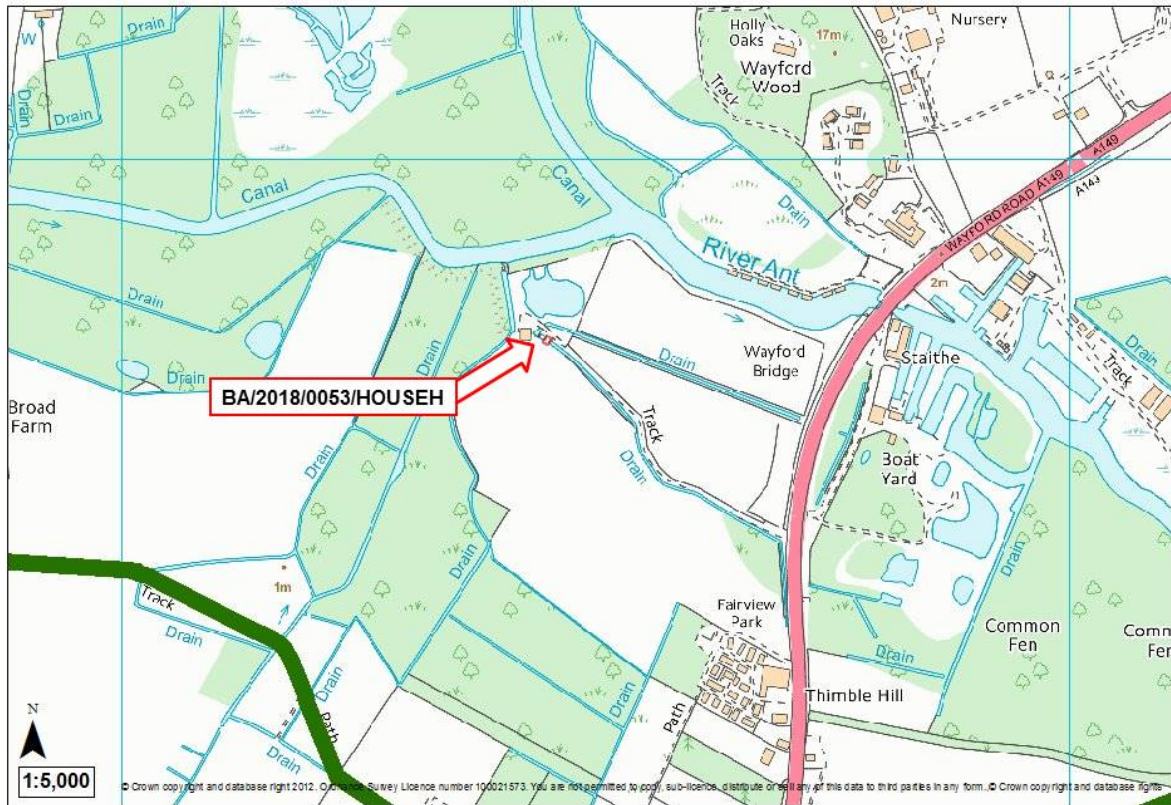 Drain
Holly
Oaks
17m
Nursery
W
Wayford
Wood
Track
Drain
Drain
Canal
Canal
Drain
A149
A149
WAYFORD ROAD A149
River Ant
2m
Drain
Drain
Drain
Wayford
Bridge
Staithe
Track
BA/2018/0053/HOUSEH
Broad
Farm
Drain
Track
Drain
Boat
Yard
Drain
Drain
Drain
1m
Track
Drain
Fairview
Park
Common
Fen
Drain
Drain
Drain
Thimble Hill
Path
Path
Drain
N
1:5,000
© Crown copyright and database right 2012. Ordnance Survey Licence number 100021573. You are not permitted to copy, sub-licence, distribute or sell any of this data to third parties in any form. © Crown copyright and database rights